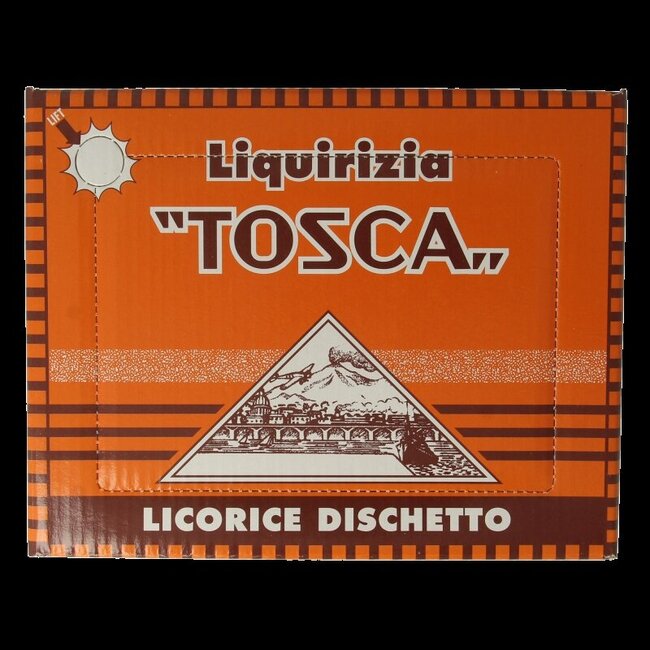 LIFT
Liquirizia
"TOSCA"
LICORICE DISCHETTO